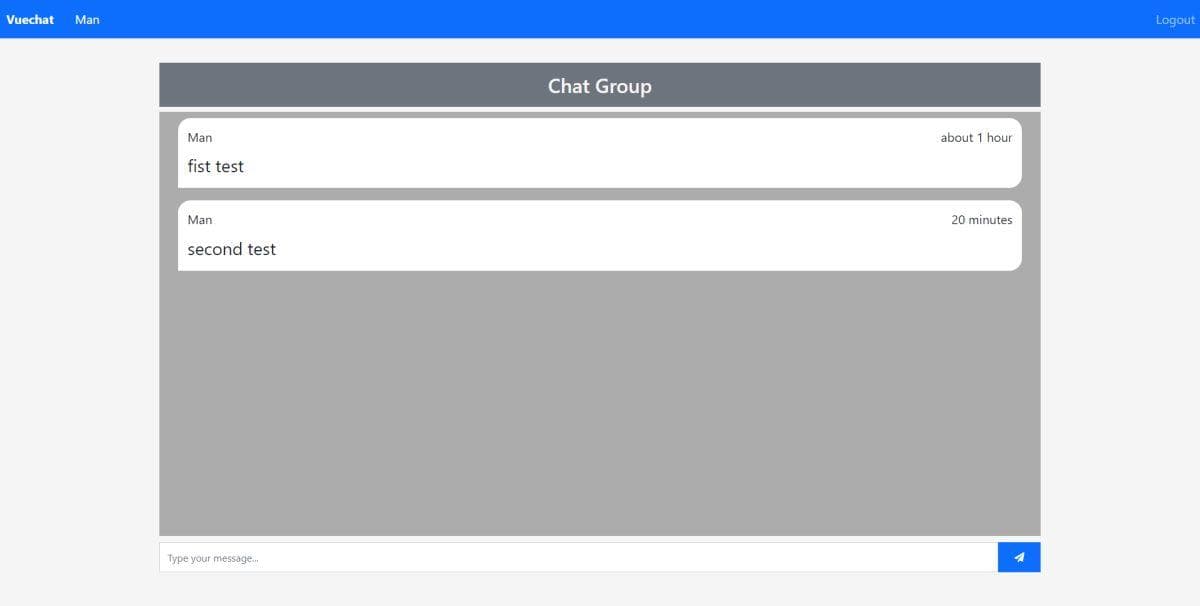 Vuechat Man Logout
Chat Group
Man about 1 hour
fist test
Man 20 minutes
second test
Type your message...